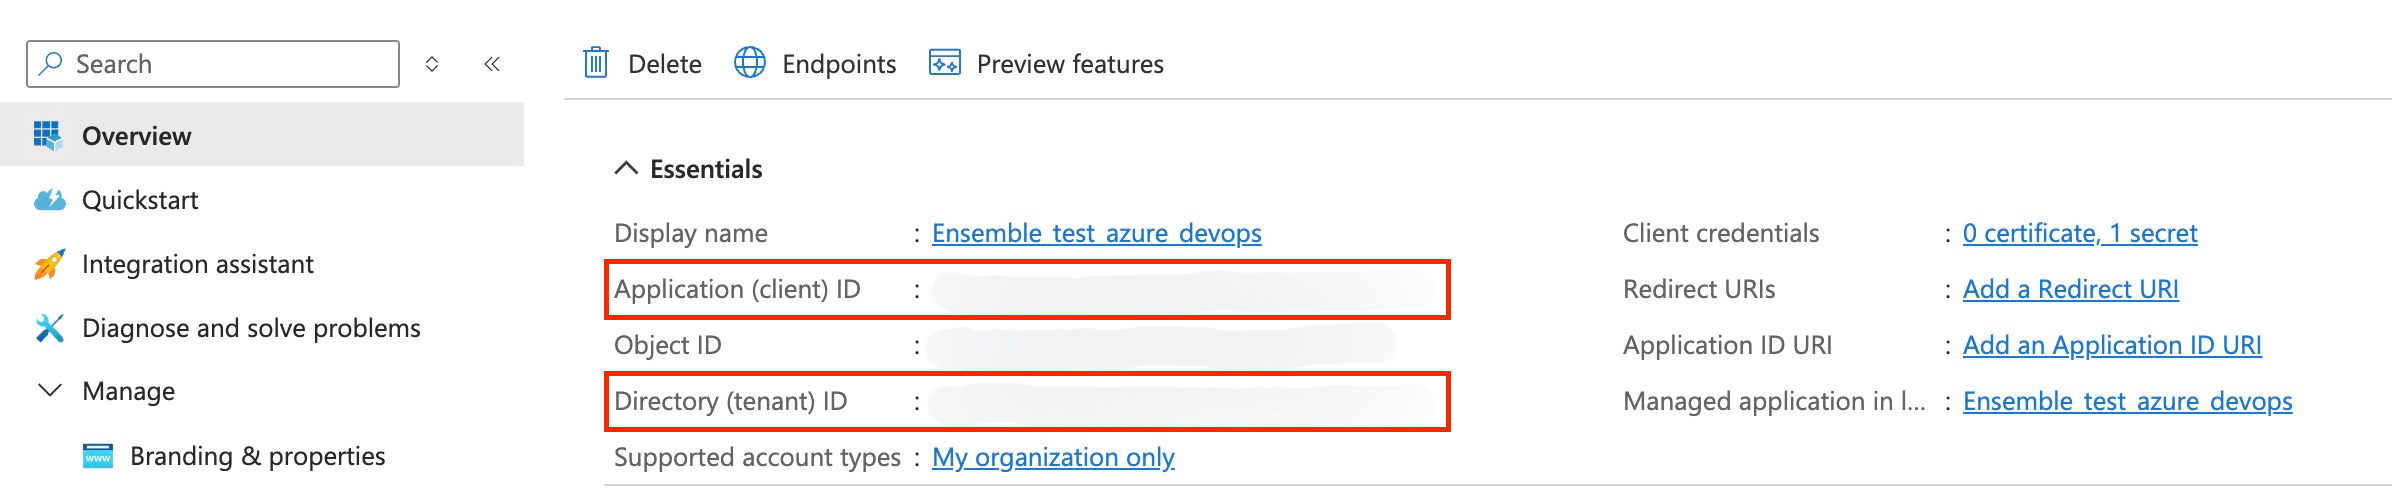 Search
Delete
Endpoints
Preview features
Overview
Quickstart
Integration assistant
Diagnose and solve problems
Manage
www
Branding & properties
Essentials
Display name : Ensemble_test_azure_devops
Application (client) ID :
Object ID :
Directory (tenant) ID :
Supported account types : My organization only
Client credentials : 0 certificate, 1 secret
Redirect URIs : Add a Redirect URI
Application ID URI : Add an Application ID URI
Managed application in l... : Ensemble_test_azure_devops